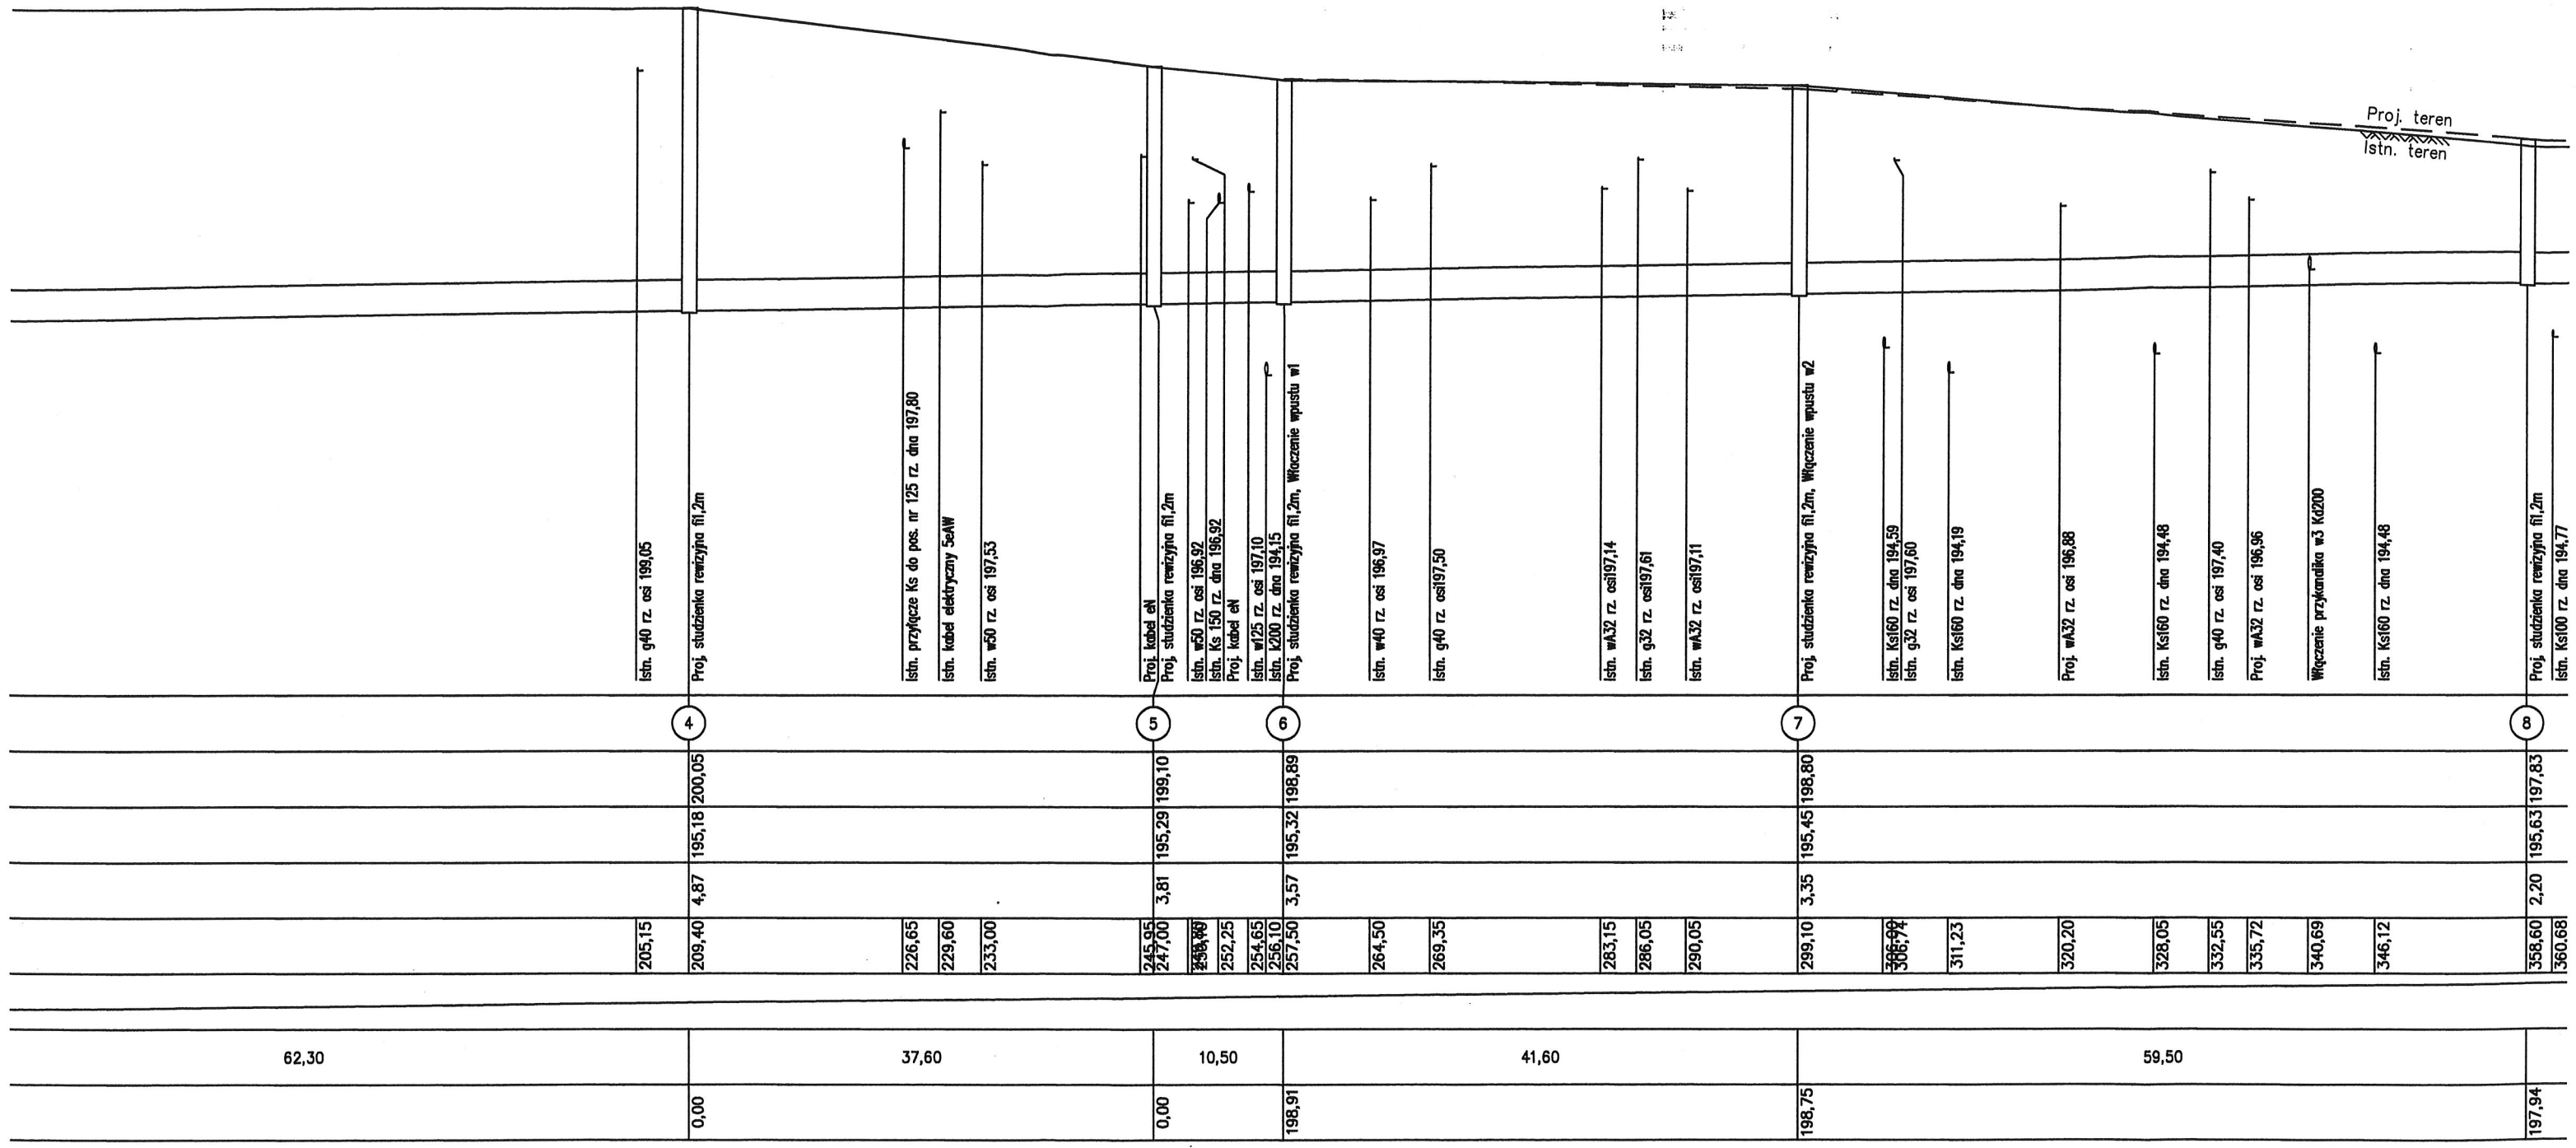 Proj. teren
Istn. teren
Istn. g40 rz. osi 199,05
Proj. studzienka rewizyjna fi1,2m
Istn. przyłącze Ks do pos. nr 125 rz. dna 197,80
Istn. kabel elektryczny 5eAW
Istn. w50 rz. osi 197,53
Proj. kabel eN
Proj. studzienka rewizyjna fi1,2m
Istn. w50 rz. osi 196,92
Istn. Ks 150 rz. dna 196,92
Proj. kabel eN
Istn. w125 rz. osi 197,10
Istn. k200 rz. dna 194,15
Proj. studzienka rewizyjna fi1,2m, Włączenie wpustu w1
Istn. w40 rz. osi 196,97
Istn. g40 rz. osi197,50
Istn. wA32 rz. osi197,14
Istn. g32 rz. osi197,61
Istn. wA32 rz. osi197,11
Proj. studzienka rewizyjna fi1,2m, Włączenie wpustu w2
Istn. Ks160 rz. dna 194,59
Istn. g32 rz. osi 197,60
Istn. Ks160 rz. dna 194,19
Proj. wA32 rz. osi 196,88
Istn. Ks160 rz. dna 194,48
Istn. g40 rz. osi 197,40
Proj. wA32 rz. osi 196,96
Włączenie przykanalika w3 Kd200
Istn. Ks160 rz. dna 194,48
Proj. studzienka rewizyjna fi1,2m
Istn. Ks100 rz. dna 194,77
4 5 6 7 8
200,05 199,10 198,89 198,80 197,83
195,18 195,29 195,32 195,45 195,63
4,87 3,81 3,57 3,35 2,20
205,15 209,40 226,65 229,60 233,00 245,95 247,00 252,25 254,65 256,10 257,50 264,50 269,35 283,15 286,05 290,05 299,10 306,74 311,23 320,20 328,05 332,55 335,72 340,69 346,12 358,60 360,68
62,30 37,60 10,50 41,60 59,50
0,00 0,00 198,91 198,75 197,94